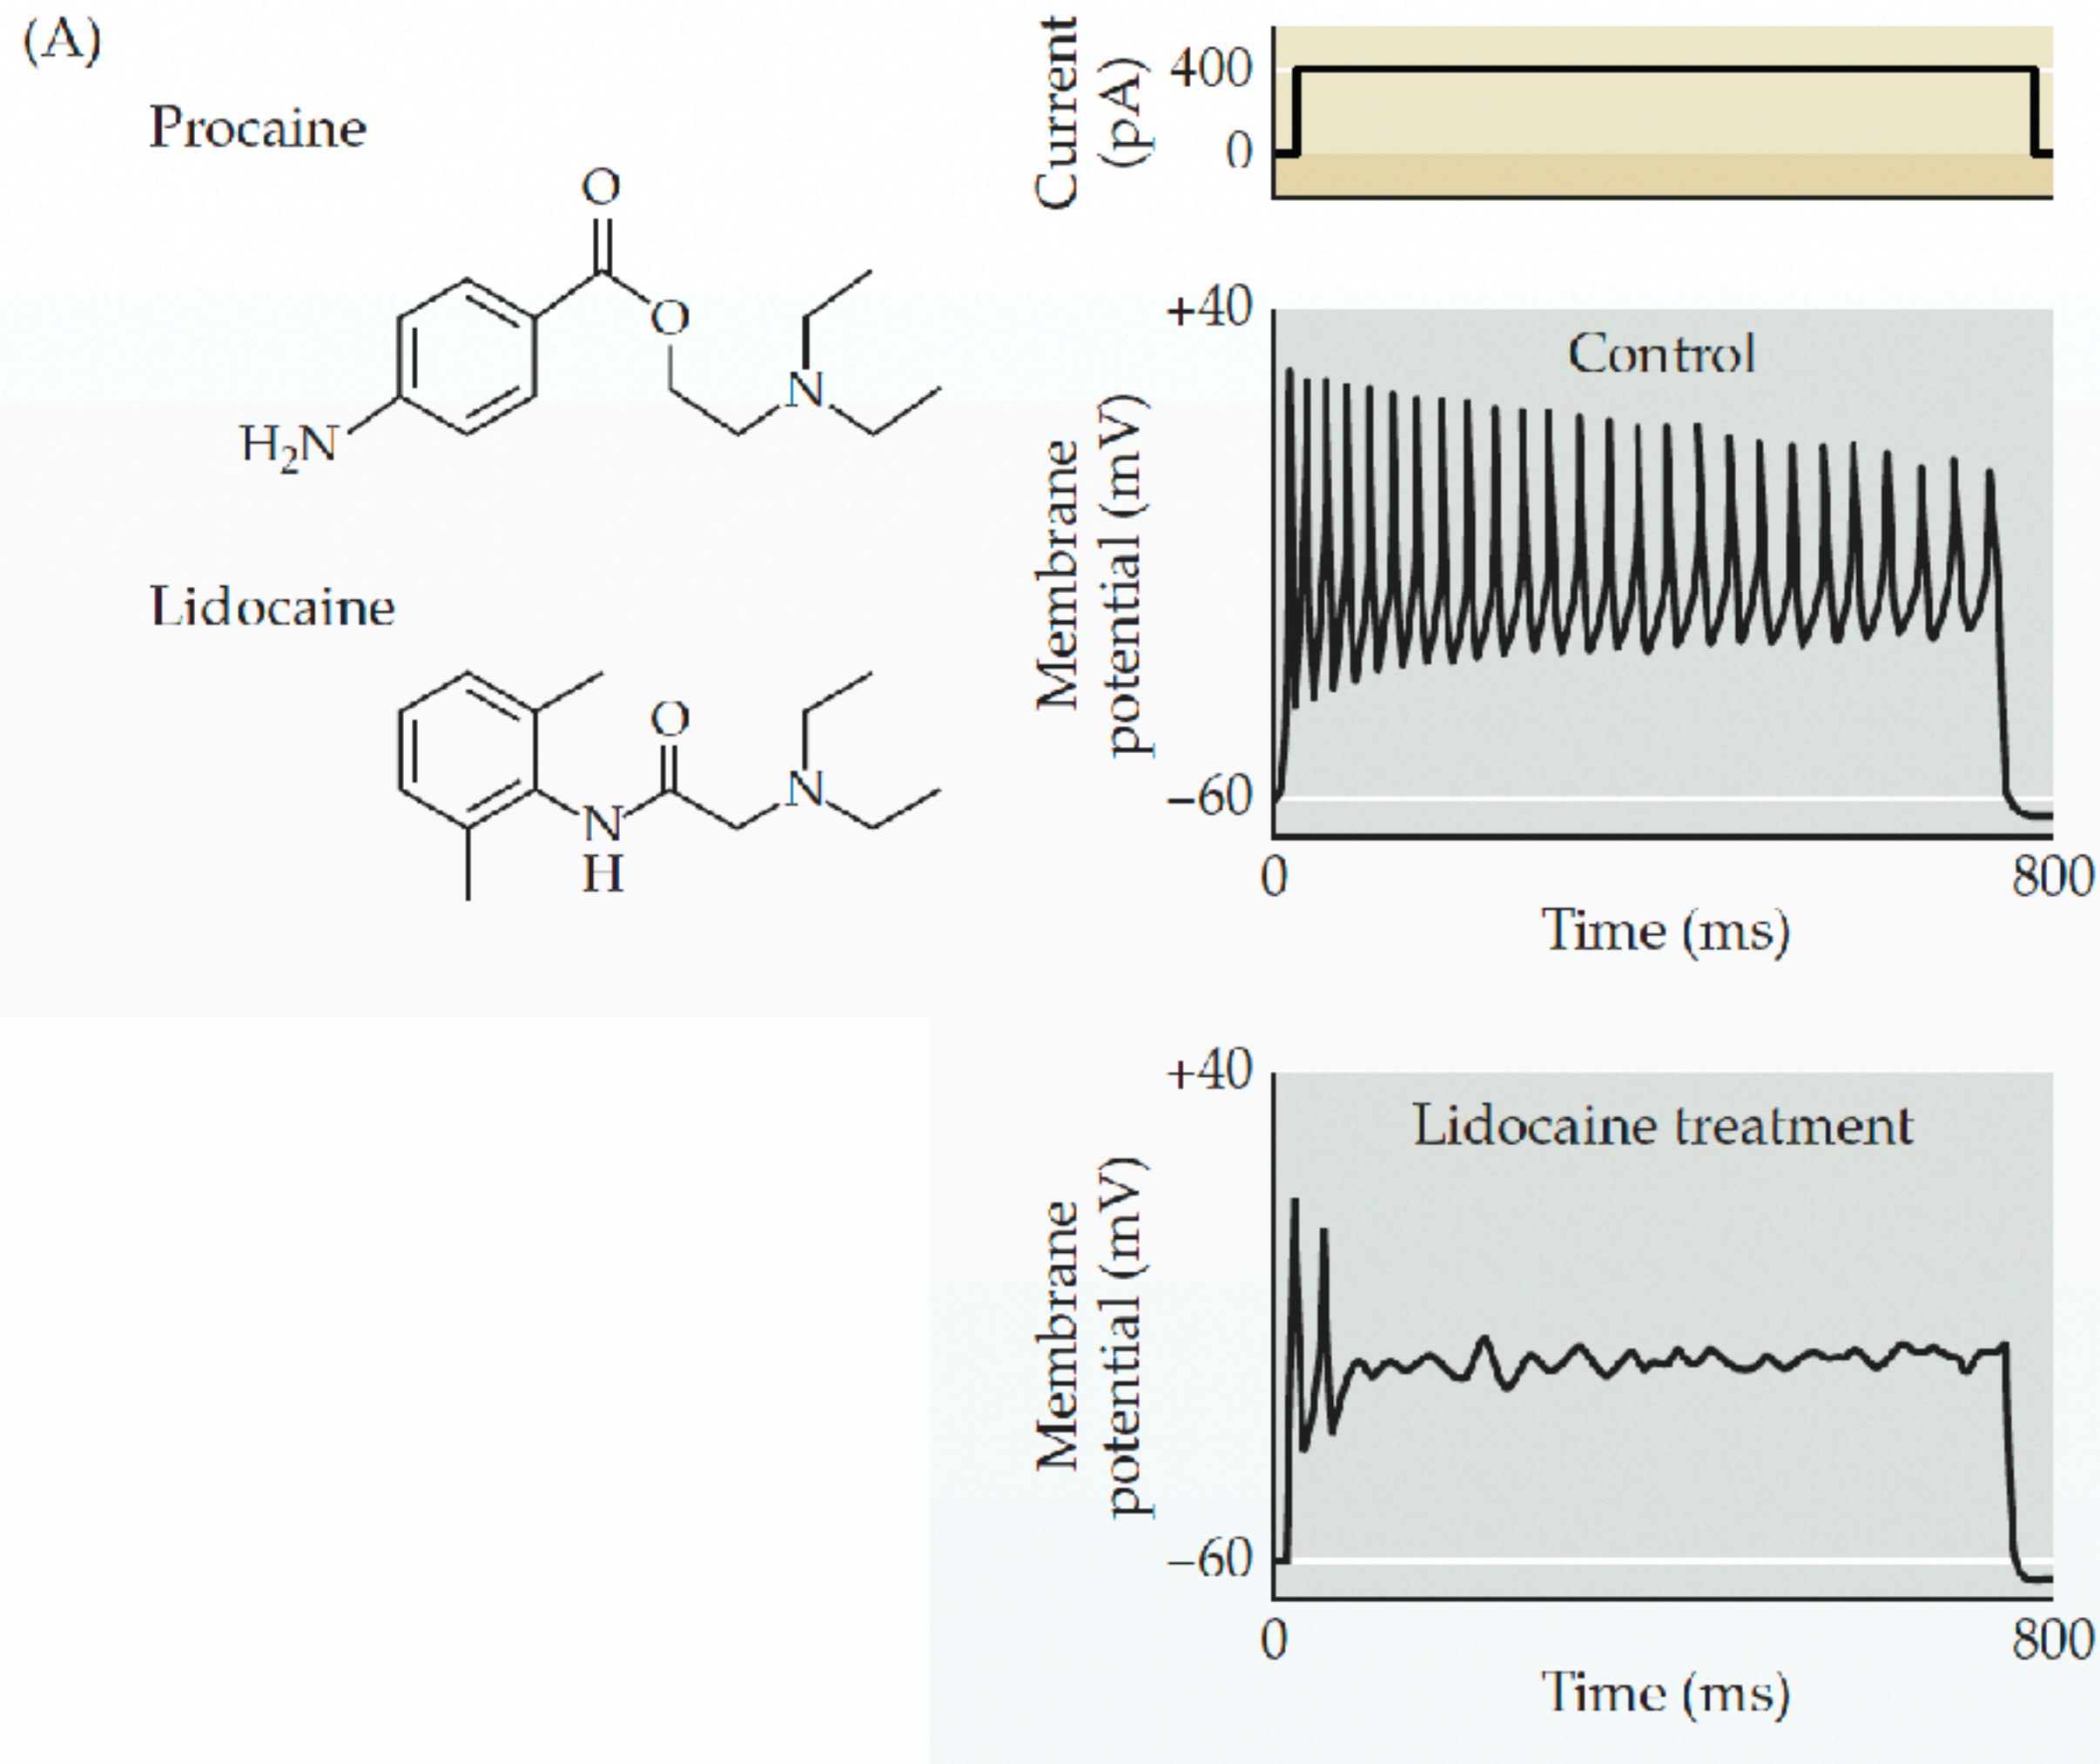 (A)
Procaine
O
O
N
H₂N
Lidocaine
O
N
N
H
Current
(pA)
400
0
Membrane
potential (mV)
+40
Control
–60
0
800
Time (ms)
Membrane
potential (mV)
+40
Lidocaine treatment
–60
0
800
Time (ms)